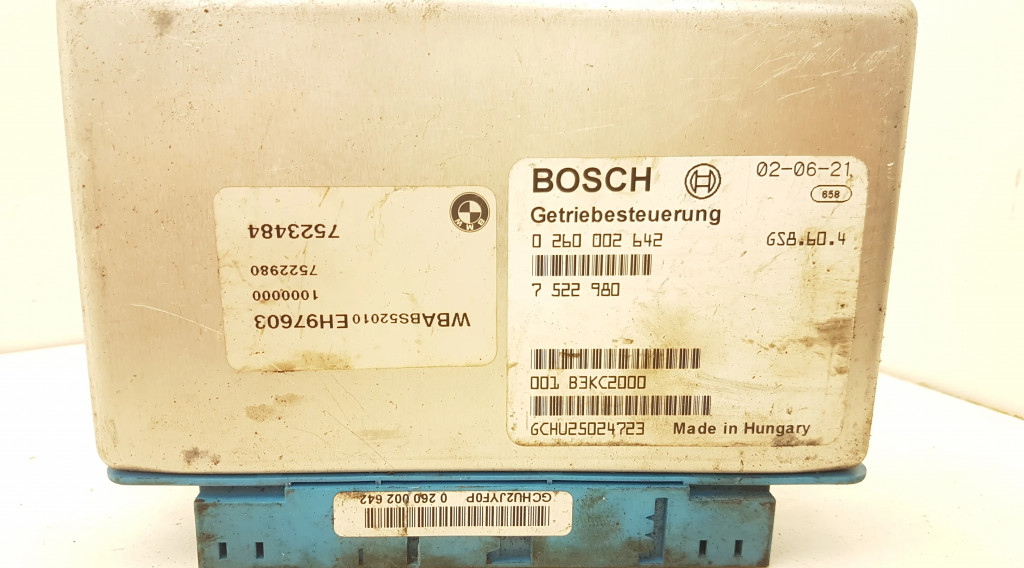 BOSCH
02-06-21
658
Getriebesteuerung
0 260 002 642
GS8.60.4
7 522 980
001 B3KC2000
GCHU25024723
Made in Hungary
WBABS52010EH97603
1000000
7522980
7523484
BMW
GCHU2JYF0P 0 260 002 642